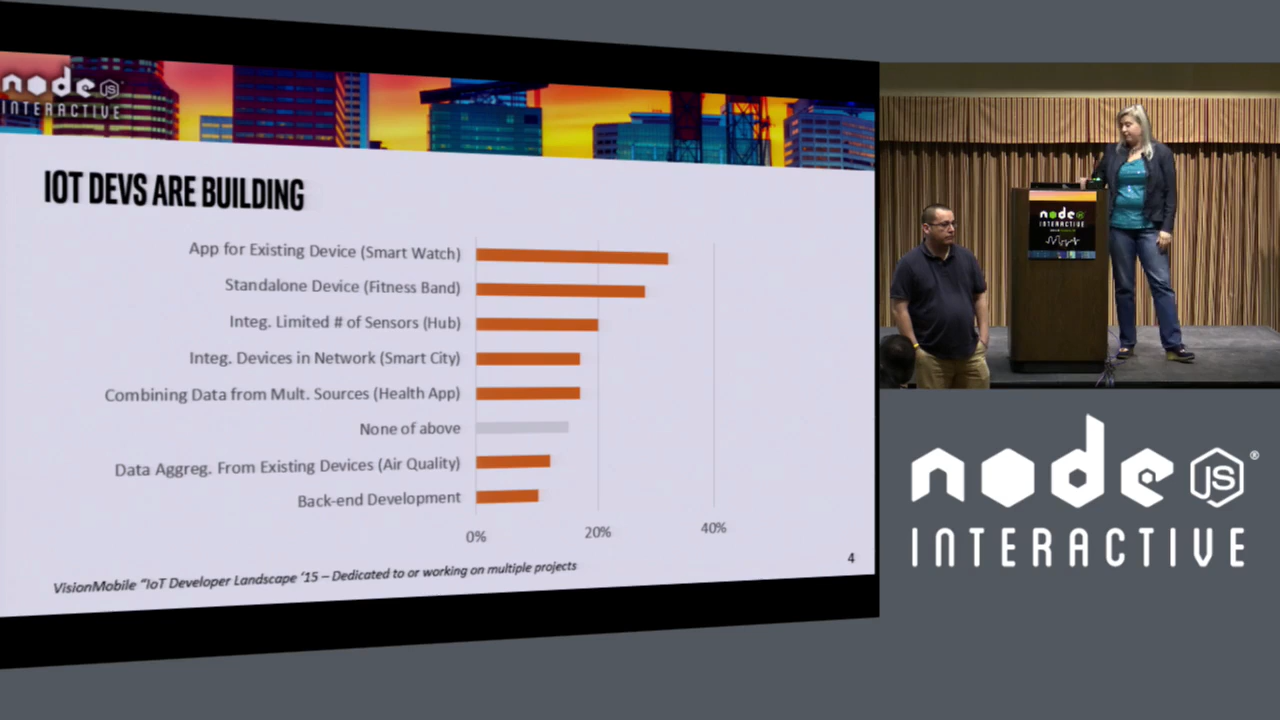 node JS
INTERACTIVE
IOT DEVS ARE BUILDING
App for Existing Device (Smart Watch)
Standalone Device (Fitness Band)
Integ. Limited # of Sensors (Hub)
Integ. Devices in Network (Smart City)
Combining Data from Mult. Sources (Health App)
None of above
Data Aggreg. From Existing Devices (Air Quality)
Back-end Development
0% 20% 40%
VisionMobile "IoT Developer Landscape '15 – Dedicated to or working on multiple projects
4
node JS
INTERACTIVE
node JS®
INTERACTIVE